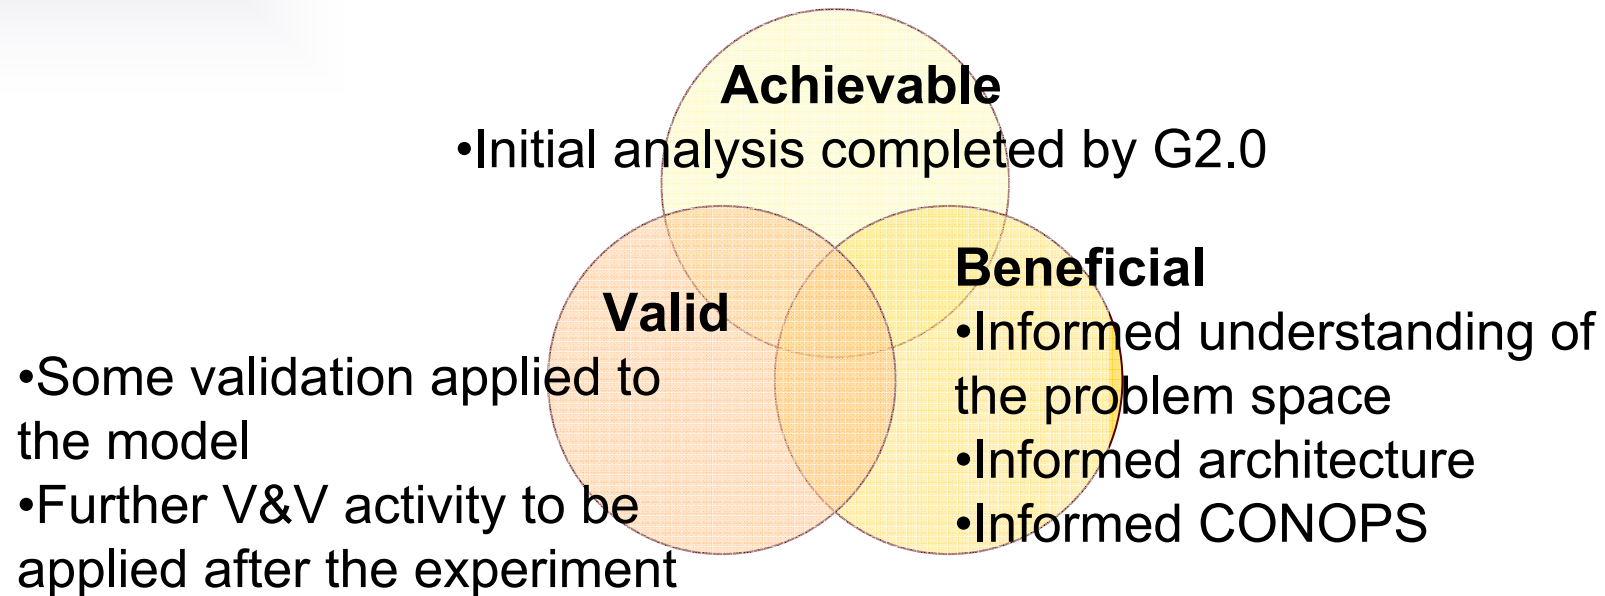 Achievable
•Initial analysis completed by G2.0
Valid
•Some validation applied to
the model
•Further V&V activity to be
applied after the experiment
Beneficial
•Informed understanding of
the problem space
•Informed architecture
•Informed CONOPS